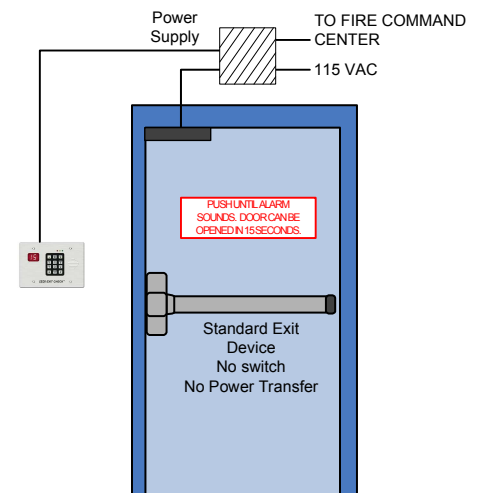 Power
Supply
TO FIRE COMMAND
CENTER
115 VAC
PUSH UNTIL ALARM
SOUNDS. DOOR CAN BE
OPENED IN 15 SECONDS.
15
Standard Exit
Device
No switch
No Power Transfer